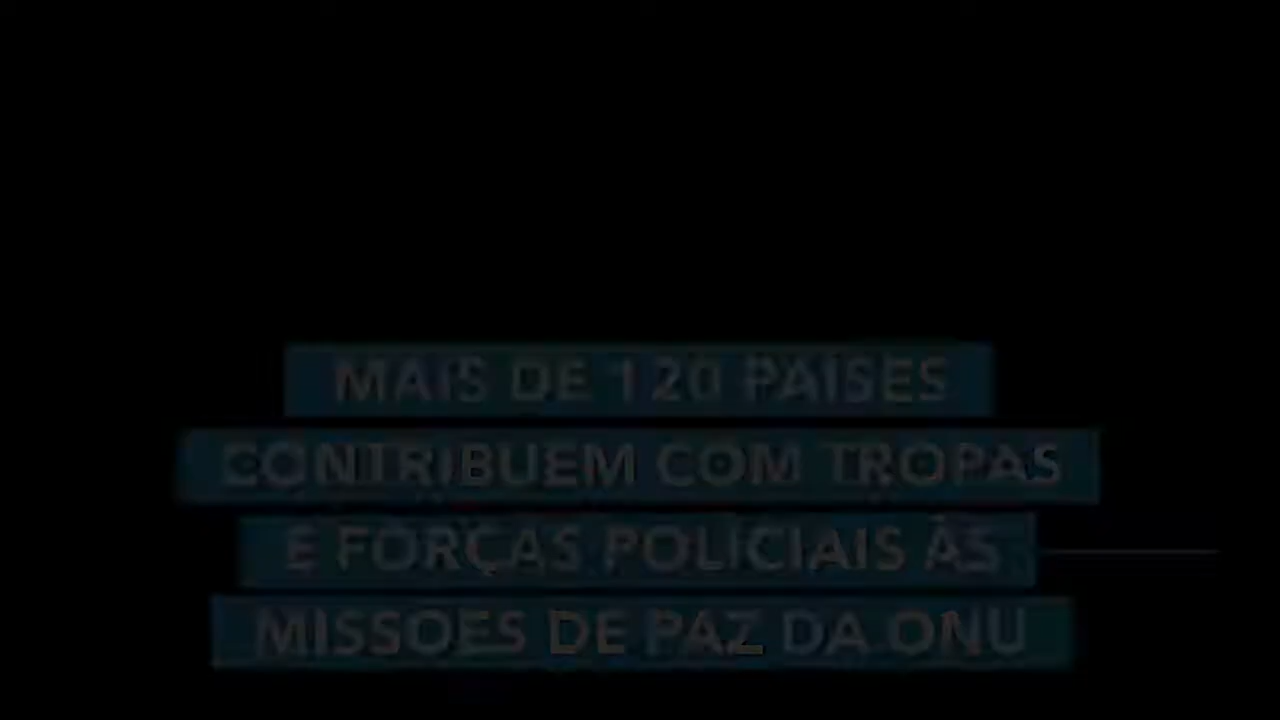 MAIS DE 120 PAÍSES
CONTRIBUEM COM TROPAS
E FORÇAS POLICIAIS ÀS
MISSÕES DE PAZ DA ONU